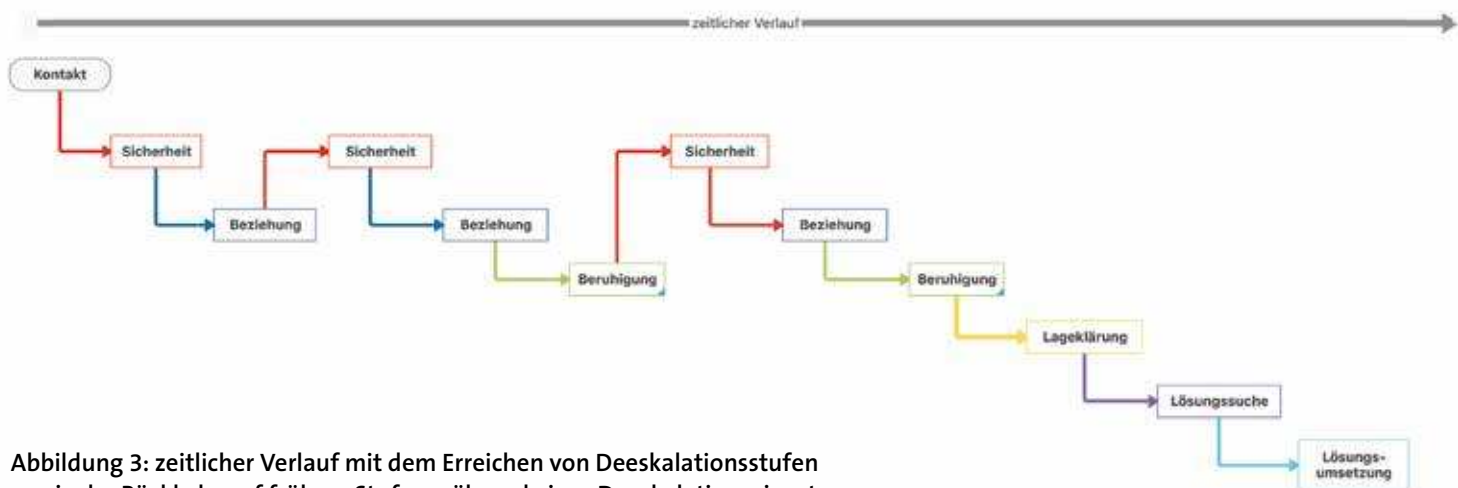 zeitlicher Verlauf
Kontakt
Sicherheit
Sicherheit
Sicherheit
Beziehung
Beziehung
Beziehung
Beruhigung
Beruhigung
Lageklärung
Lösungssuche
Lösungs-
umsetzung
Abbildung 3: zeitlicher Verlauf mit dem Erreichen von Deeskalationsstufen